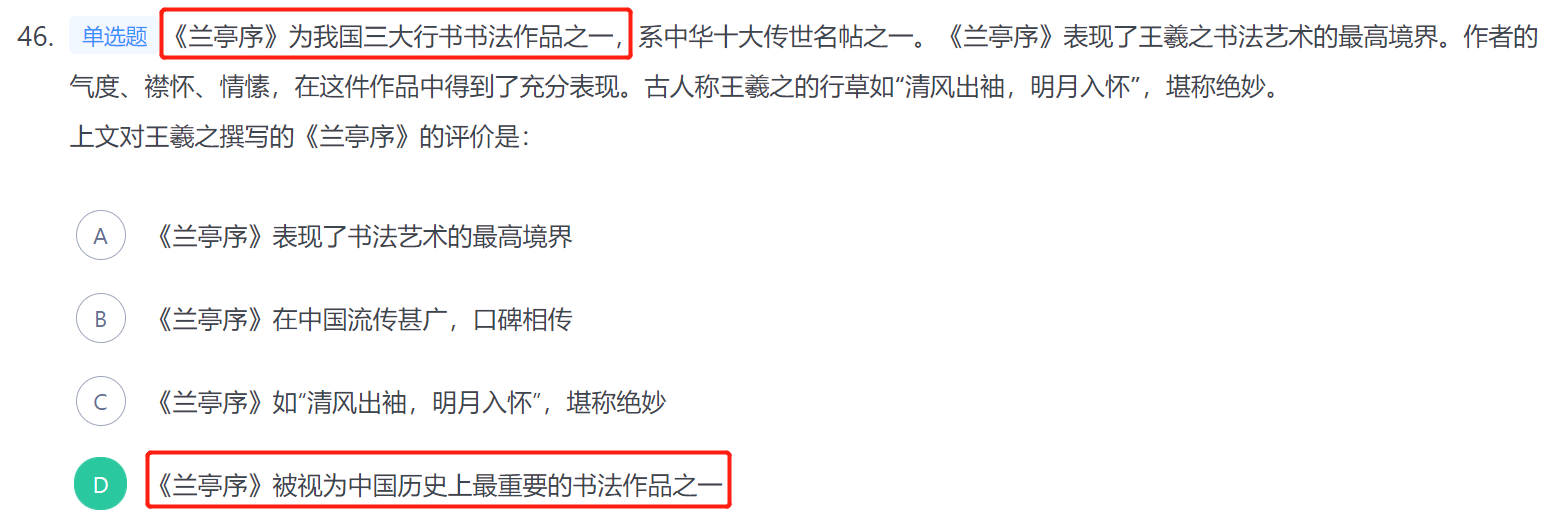 46. 单选题 《兰亭序》为我国三大行书书法作品之一，系中华十大传世名帖之一。《兰亭序》表现了王羲之书法艺术的最高境界。作者的
气度、襟怀、情愫，在这件作品中得到了充分表现。古人称王羲之的行草如“清风出袖，明月入怀”，堪称绝妙。
上文对王羲之撰写的《兰亭序》的评价是：
A 《兰亭序》表现了书法艺术的最高境界
B 《兰亭序》在中国流传甚广，口碑相传
C 《兰亭序》如“清风出袖，明月入怀”，堪称绝妙
D 《兰亭序》被视为中国历史上最重要的书法作品之一